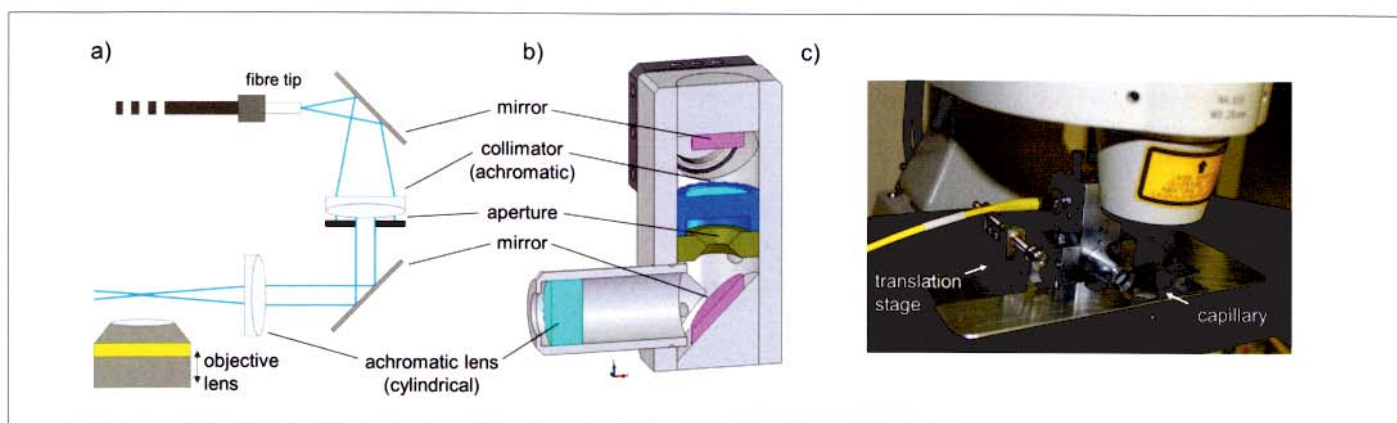 a)
fibre tip
mirror
collimator
(achromatic)
aperture
mirror
achromatic lens
(cylindrical)
objective
lens
b)
c)
translation
stage
capillary